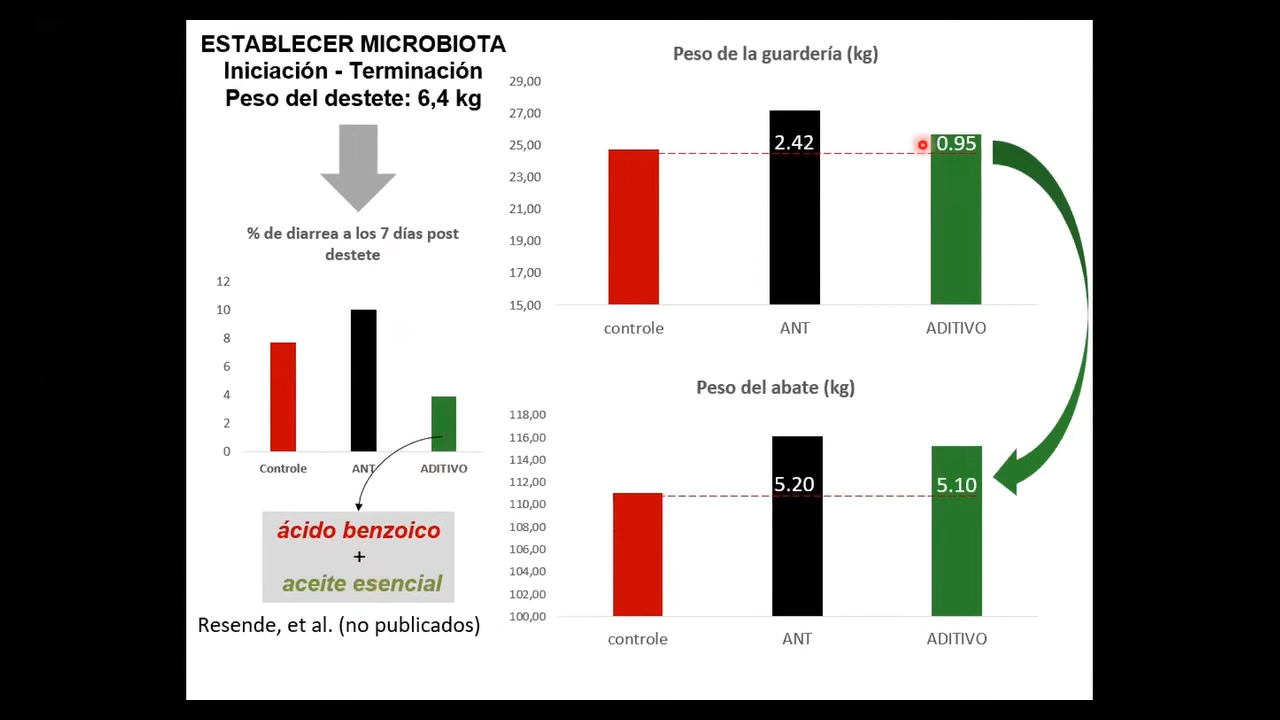 ESTABLECER MICROBIOTA
Iniciación - Terminación
Peso del destete: 6,4 kg
% de diarrea a los 7 días post
destete
12
10
8
6
4
2
0
Controle
ANT
ADITIVO
ácido benzoico
+
aceite esencial
Resende, et al. (no publicados)
Peso de la guardería (kg)
29,00
27,00
25,00
23,00
21,00
19,00
17,00
15,00
2.42
0.95
controle
ANT
ADITIVO
Peso del abate (kg)
118,00
116,00
114,00
112,00
110,00
108,00
106,00
104,00
102,00
100,00
5.20
5.10
controle
ANT
ADITIVO